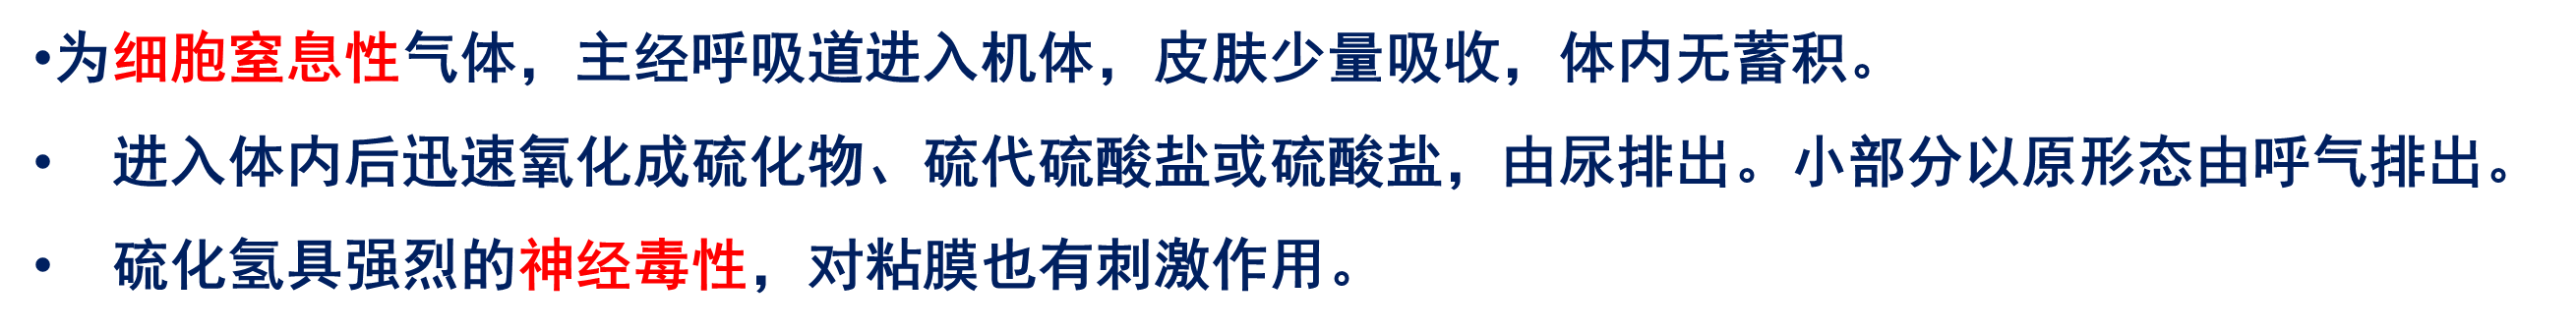 •为细胞窒息性气体，主经呼吸道进入机体，皮肤少量吸收，体内无蓄积。
• 进入体内后迅速氧化成硫化物、硫代硫酸盐或硫酸盐，由尿排出。小部分以原形态由呼气排出。
• 硫化氢具强烈的神经毒性，对粘膜也有刺激作用。